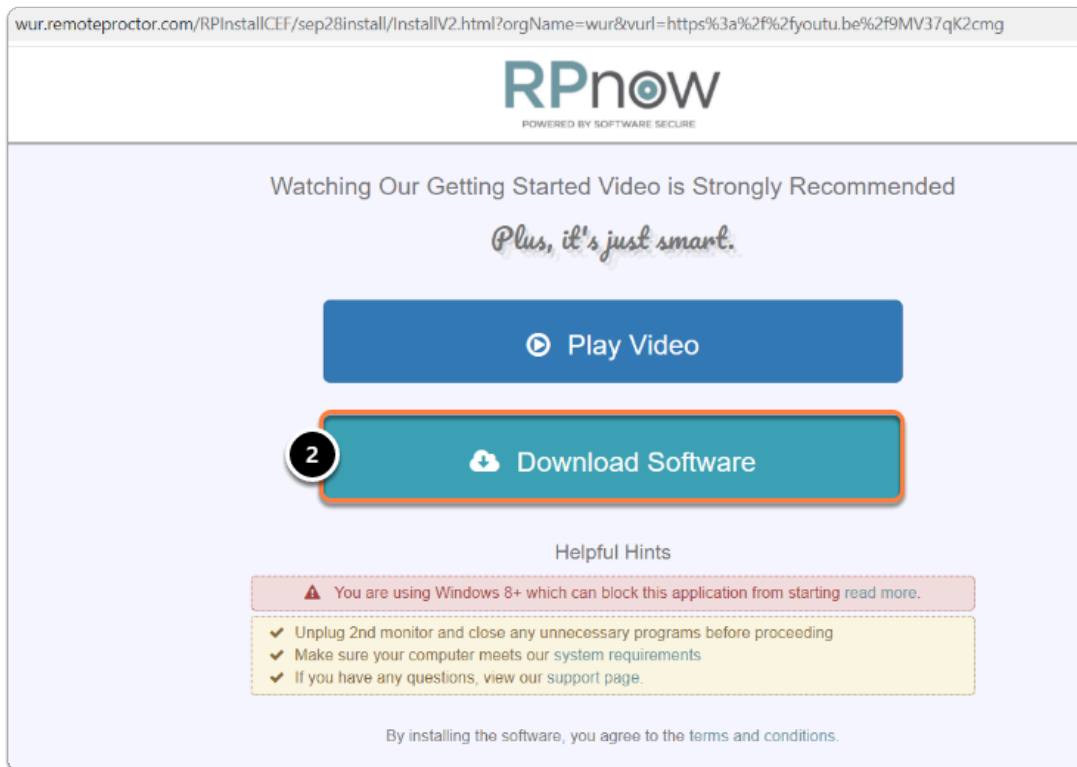 wur.remoteproctor.com/RPInstallCEF/sep28install/InstallV2.html?orgName=wur&vurl=https%3a%2f%2fyoutu.be%2f9MV37qK2cmg
RPnow
POWERED BY SOFTWARE SECURE
Watching Our Getting Started Video is Strongly Recommended
Plus, it's just smart.
Play Video
2
Download Software
Helpful Hints
You are using Windows 8+ which can block this application from starting read more.
Unplug 2nd monitor and close any unnecessary programs before proceeding
Make sure your computer meets our system requirements
If you have any questions, view our support page.
By installing the software, you agree to the terms and conditions.